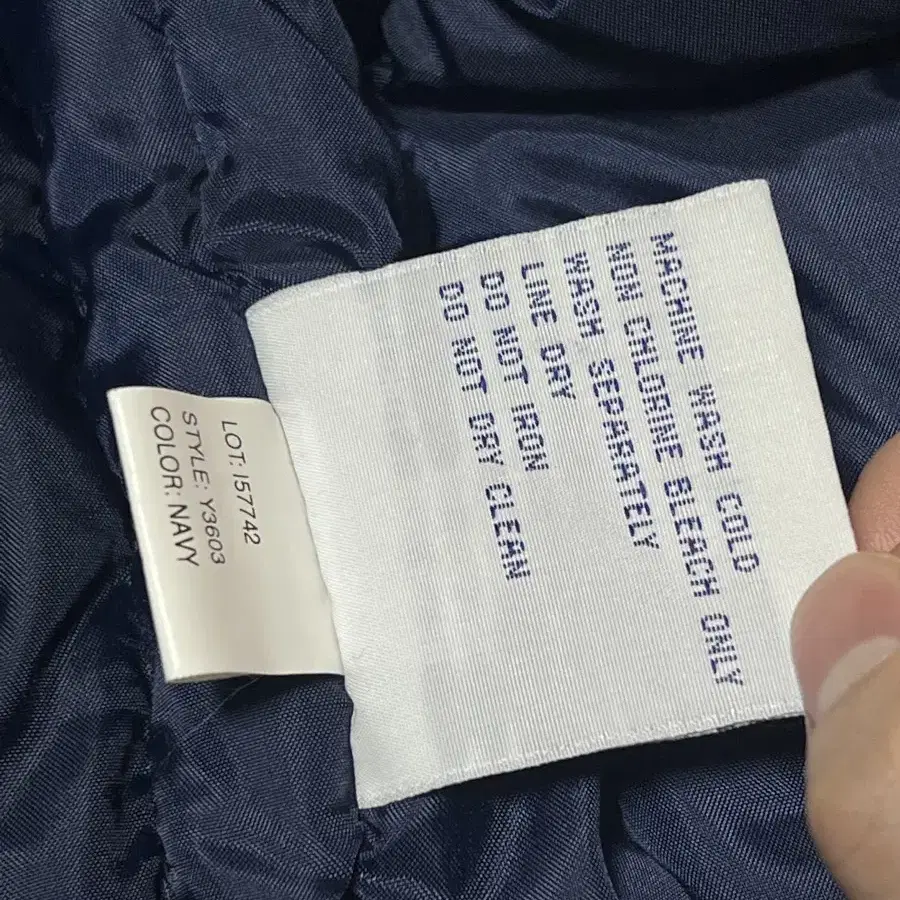 MACHINE WASH COLD
NON CHLORINE BLEACH ONLY
WASH SEPARATELY
LINE DRY
DO NOT IRON
DO NOT DRY CLEAN
LOT: I57742
STYLE: Y3603
COLOR: NAVY